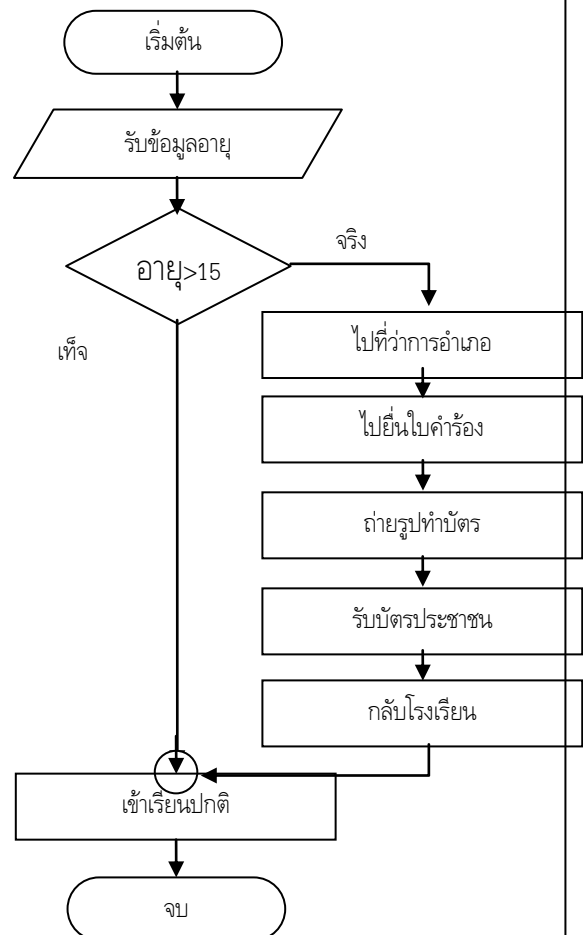 เริ่มต้น
รับข้อมูลอายุ
อายุ>15
จริง
เท็จ
ไปที่ว่าการอำเภอ
ไปยื่นใบคำร้อง
ถ่ายรูปทำบัตร
รับบัตรประชาชน
กลับโรงเรียน
เข้าเรียนปกติ
จบ